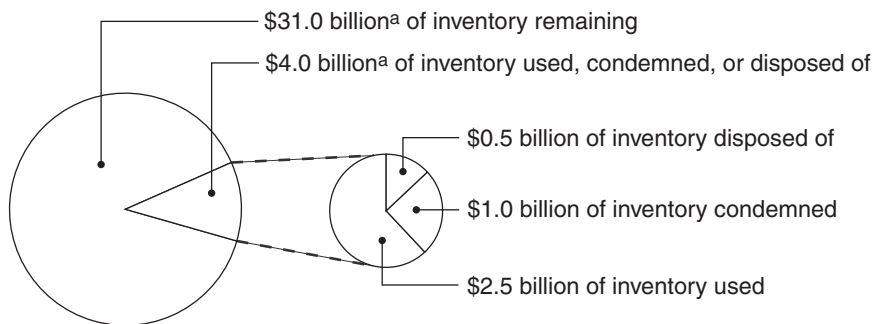 $31.0 billionᵃ of inventory remaining
$4.0 billionᵃ of inventory used, condemned, or disposed of
$0.5 billion of inventory disposed of
$1.0 billion of inventory condemned
$2.5 billion of inventory used